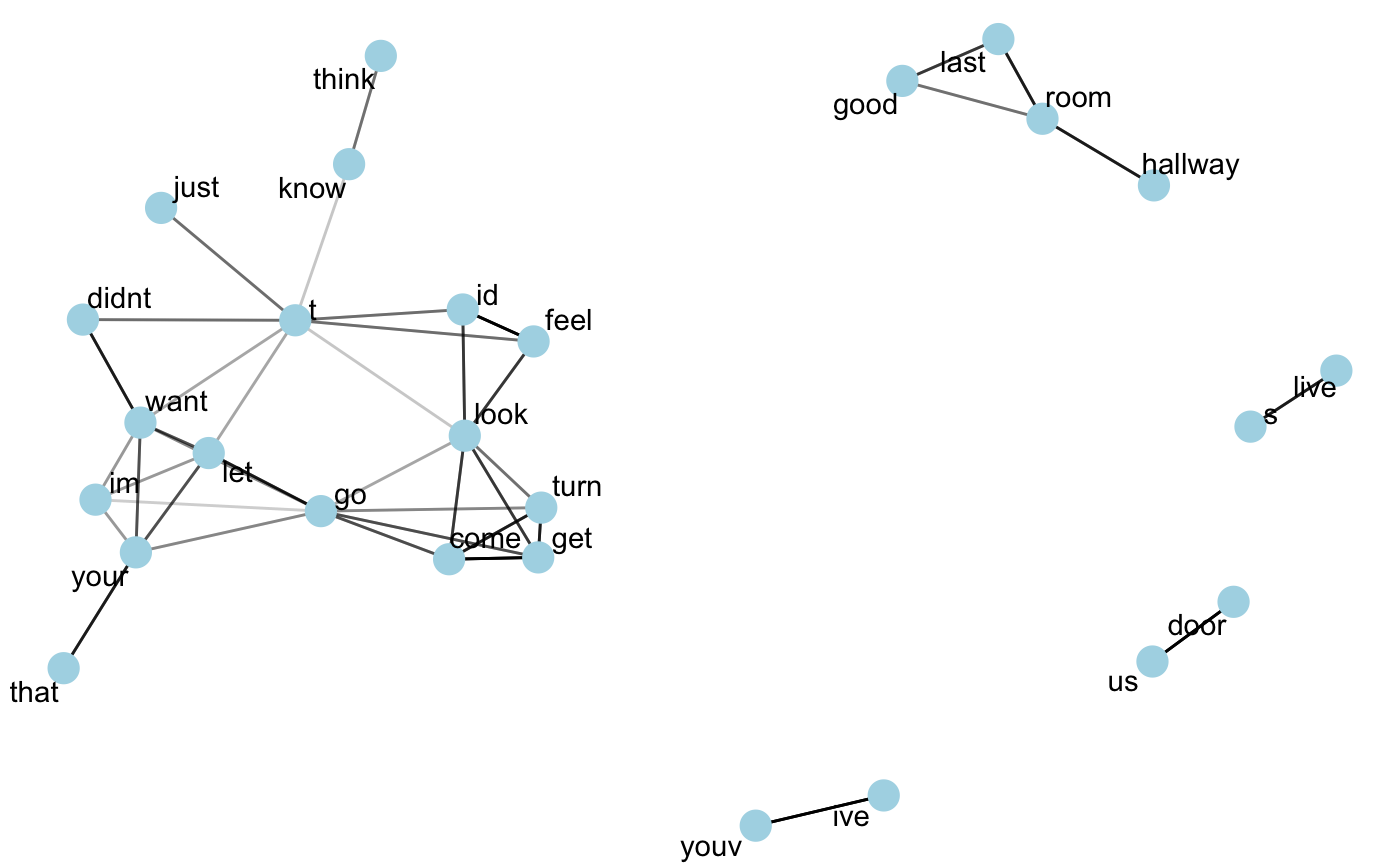 think
last
good
room
hallway
know
just
id
didnt
t
feel
live
want
look
s
let
im
go
turn
come
get
your
door
that
us
ive
youv